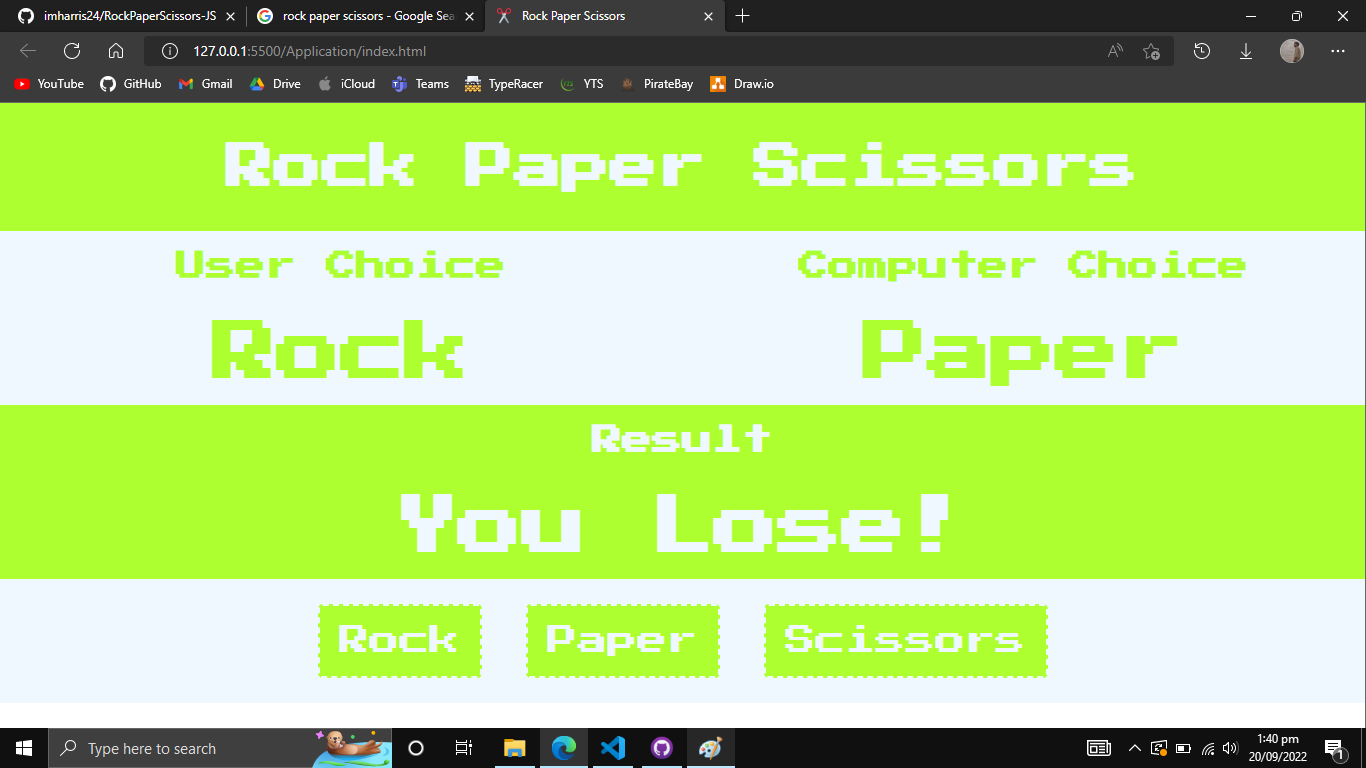 imharris24/RockPaperScissors-JS
rock paper scissors - Google Sea
Rock Paper Scissors
127.0.0.1:5500/Application/index.html
YouTube GitHub Gmail Drive iCloud Teams TypeRacer YTS PirateBay Draw.io
Rock Paper Scissors
User Choice
Computer Choice
Rock
Paper
Result
You Lose!
Rock Paper Scissors
Type here to search
1:40 pm
20/09/2022
1